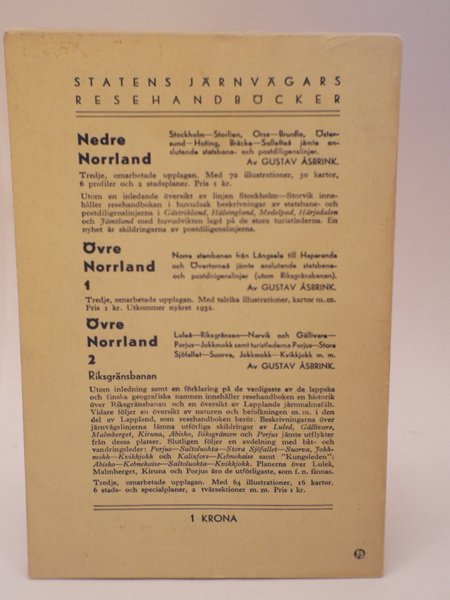 STATENS JÄRNVÄGARS
RESEHANDBÖCKER
Nedre
Norrland
Stockholm—Storlien, Orsa—Brunflo, Öster-
sund—Hoting, Bräcke—Sollefteå jämte an-
slutande statsbane- och postdiligenslinjer.
Av GUSTAV ÅSBRINK.
Tredje, omarbetade upplagan. Med 72 illustrationer, 30 kartor,
6 profiler och 2 stadsplaner. Pris 1 kr.
Utom en inledande översikt av linjen Stockholm—Storvik inne-
håller resehandboken i huvudsak beskrivningar av statsbane- och
postdiligenslinjerna i Gästrikland, Hälsingland, Medelpad, Härjedalen
och Jämtland med huvudvikten lagd på de stora turistlederna. En
nyhet är skildringarna av postdiligenslinjerna.
Övre
Norrland
1
Norra stambanan från Långsele till Haparanda
och Övertorneå jämte anslutande statsbane-
och postdirigenslinjer (utom Riksgränsbanan).
Av GUSTAV ÅSBRINK.
Tredje, omarbetade upplagan. Med talrika illustrationer, kartor m. m.
Pris 1 kr. Utkommer nyåret 1932.
Övre
Norrland
2
Luleå—Riksgränsen—Narvik och Gällivare—
Porjus—Jokkmokk samt turistlederna Porjus—Stora
Sjöfallet—Suorva, Jokkmokk—Kvikkjokk m. m.
Av GUSTAV ÅSBRINK.
Riksgränsbanan
Utom inledning samt en förklaring på de vanligaste av de lappska
och finska geografiska namnen innehåller resehandboken en historik
över Riksgränsbanan och en översikt av Lapplands järnmalmsfält.
Vidare följer en översikt av naturen och befolkningen m. m. i den
del av Lappland, som resehandboken berör. Beskrivningarna över
järnvägslinjerna lämna utförliga skildringar av Luleå, Gällivare,
Malmberget, Kiruna, Abisko, Riksgränsen och Porjus jämte utflykter
från dessa platser. Slutligen följer en avdelning med båt- och
vandringsleder: Porjus—Saltoluokta—Stora Sjöfallet—Suorva, Jokk-
mokk—Kvikkjokk och Kalixfors—Kebnekaise samt "Kungsleden":
Abisko—Kebnekaise—Saltoluokta—Kvikkjokk. Planerna över Luleå,
Malmberget, Kiruna och Porjus äro de utförligaste, som f. n. finnas.
Tredje, omarbetade upplagan. Med 64 illustrationer, 16 kartor,
6 stads- och specialplaner, 2 tvärsektioner m. m. Pris 1 kr.
1 KRONA